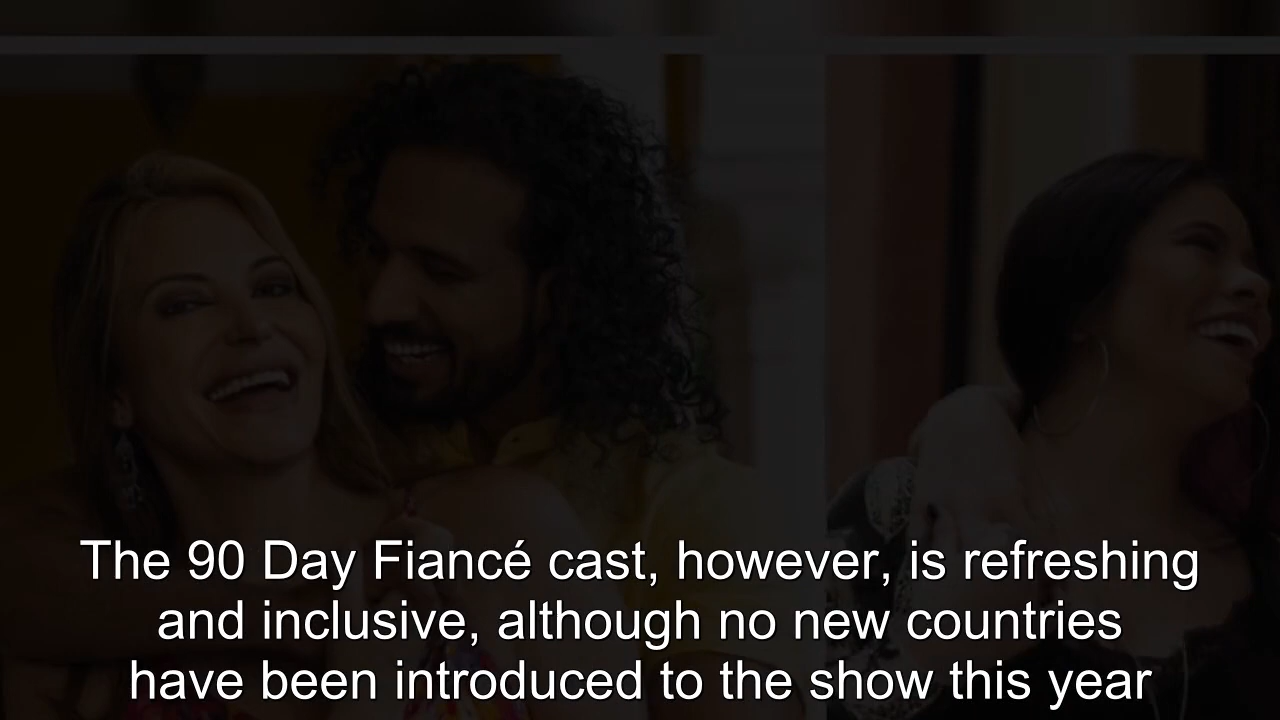 The 90 Day Fiancé cast, however, is refreshing
and inclusive, although no new countries
have been introduced to the show this year